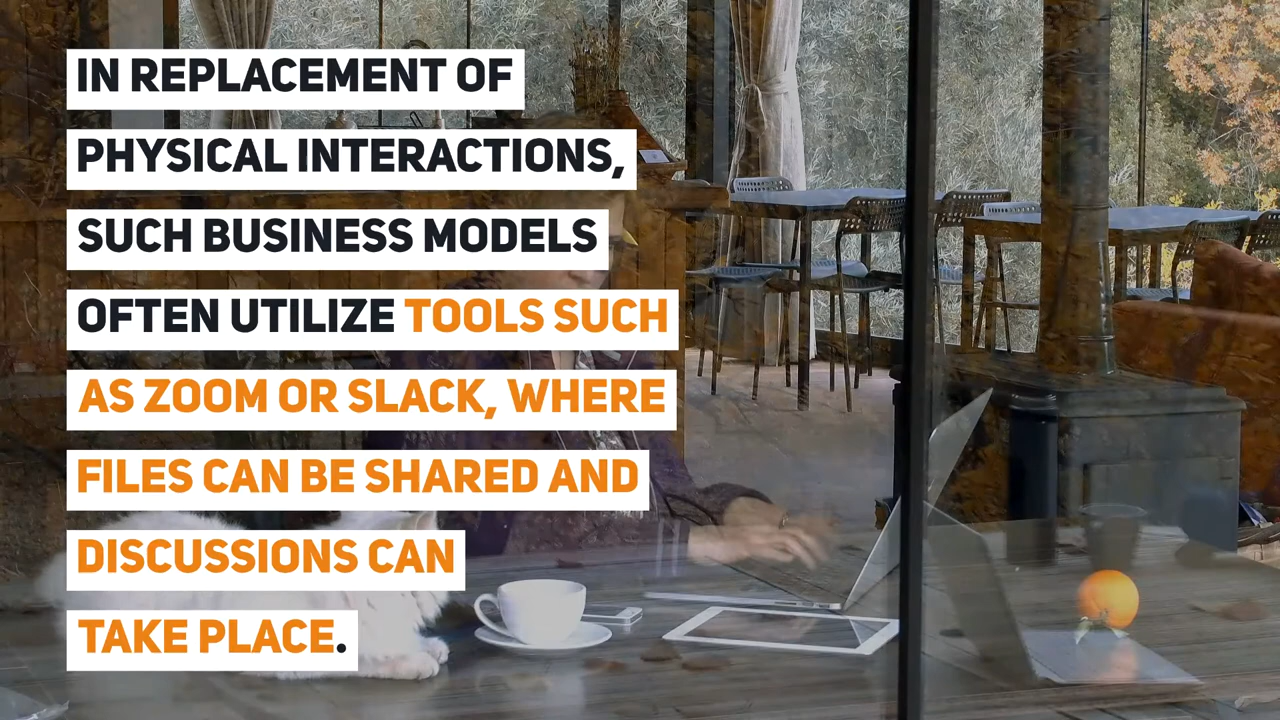 IN REPLACEMENT OF
PHYSICAL INTERACTIONS,
SUCH BUSINESS MODELS
OFTEN UTILIZE TOOLS SUCH
AS ZOOM OR SLACK, WHERE
FILES CAN BE SHARED AND
DISCUSSIONS CAN
TAKE PLACE.